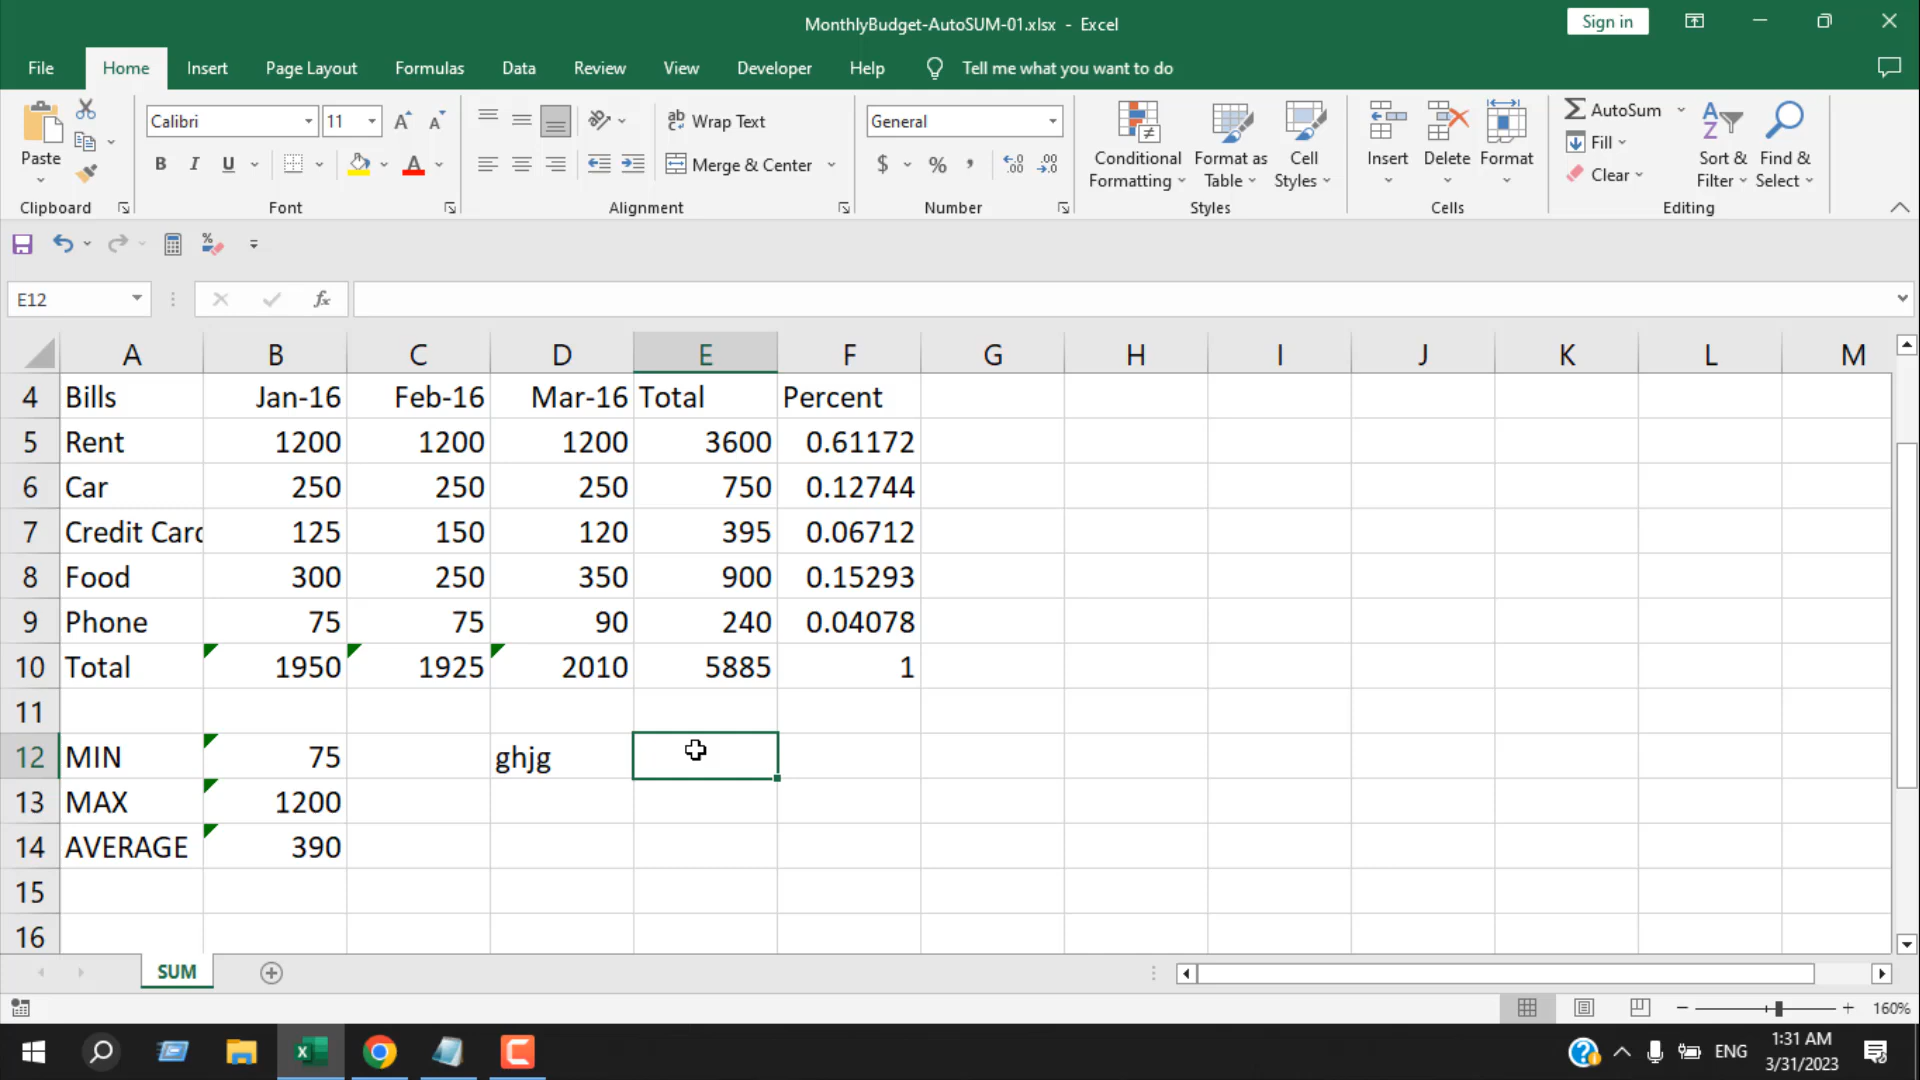 MonthlyBudget-AutoSUM-01.xlsx - Excel
Sign in
File Home Insert Page Layout Formulas Data Review View Developer Help Tell me what you want to do
Calibri 11 Wrap Text General AutoSum
Paste B I U Merge & Center $ % Conditional Formatting Format as Table Cell Styles Insert Delete Format Fill Clear Sort & Filter Find & Select
Clipboard Font Alignment Number Styles Cells Editing
E12 fx
A B C D E F G H I J K L M
4 Bills Jan-16 Feb-16 Mar-16 Total Percent
5 Rent 1200 1200 1200 3600 0.61172
6 Car 250 250 250 750 0.12744
7 Credit Card 125 150 120 395 0.06712
8 Food 300 250 350 900 0.15293
9 Phone 75 75 90 240 0.04078
10 Total 1950 1925 2010 5885 1
11
12 MIN 75 ghjg
13 MAX 1200
14 AVERAGE 390
15
16
SUM
160%
ENG 1:31 AM
3/31/2023